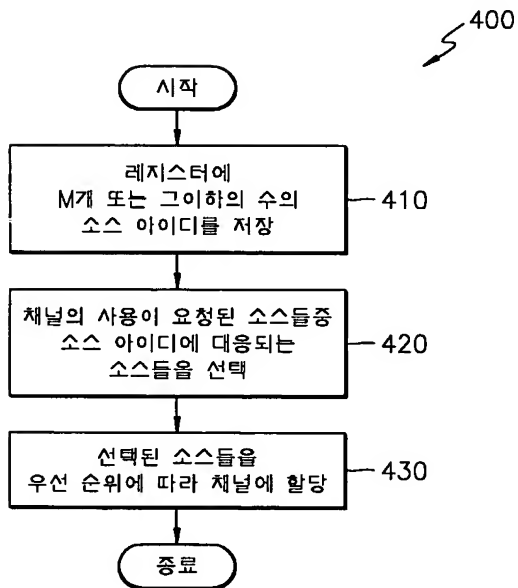 400
시작
레지스터에
M개 또는 그이하의 수의
소스 아이디를 저장
410
채널의 사용이 요청된 소스들중
소스 아이디에 대응되는
소스들을 선택
420
선택된 소스들을
우선 순위에 따라 채널에 할당
430
종료